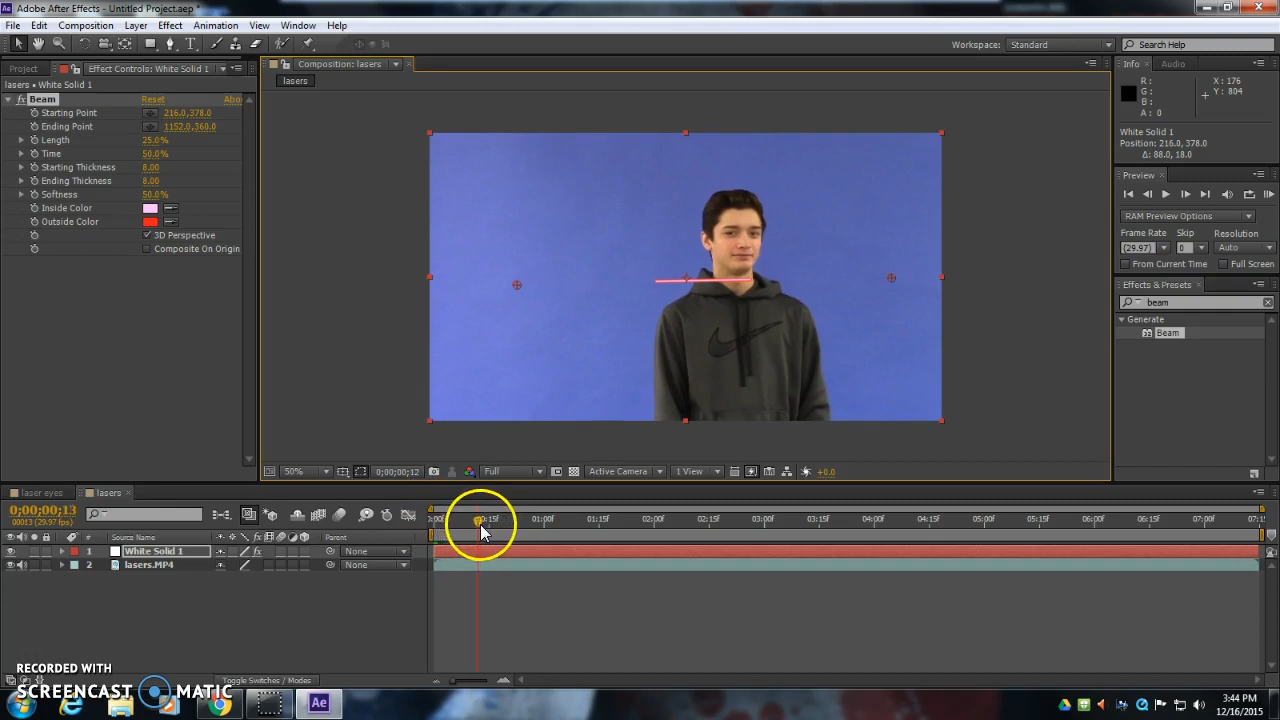 Adobe After Effects - Untitled Project.aep *
File Edit Composition Layer Effect Animation View Window Help
Workspace: Standard Search Help
Project Effect Controls: White Solid 1
Composition: lasers
Info Audio
lasers • White Solid 1
lasers
R: X: 176
G: Y: 804
B:
A: 0
fx Beam Reset Abo
Starting Point 216.0,378.0
Ending Point 1152.0,360.0
Length 25.0%
Time 50.0%
Starting Thickness 8.00
Ending Thickness 8.00
Softness 50.0%
Inside Color
Outside Color
3D Perspective
Composite On Origin
White Solid 1
Position: 216.0, 378.0
Δ: 88.0, 18.0
Preview
RAM Preview Options
Frame Rate Skip Resolution
(29.97) 0 Auto
From Current Time Full Screen
Effects & Presets
beam
Generate
Beam
50% 0;00;00;12 Full Active Camera 1 View +0.0
laser eyes lasers
0;00;00;13
00013 (29.97 fps)
0:00f 0:15f 01:00f 01:15f 02:00f 02:15f 03:00f 03:15f 04:00f 04:15f 05:00f 05:15f 06:00f 06:15f 07:00f 07:15
# Source Name Parent
1 White Solid 1 None
2 lasers.MP4 None
Toggle Switches / Modes
RECORDED WITH
SCREENCAST MATIC
Ae
3:44 PM
12/16/2015